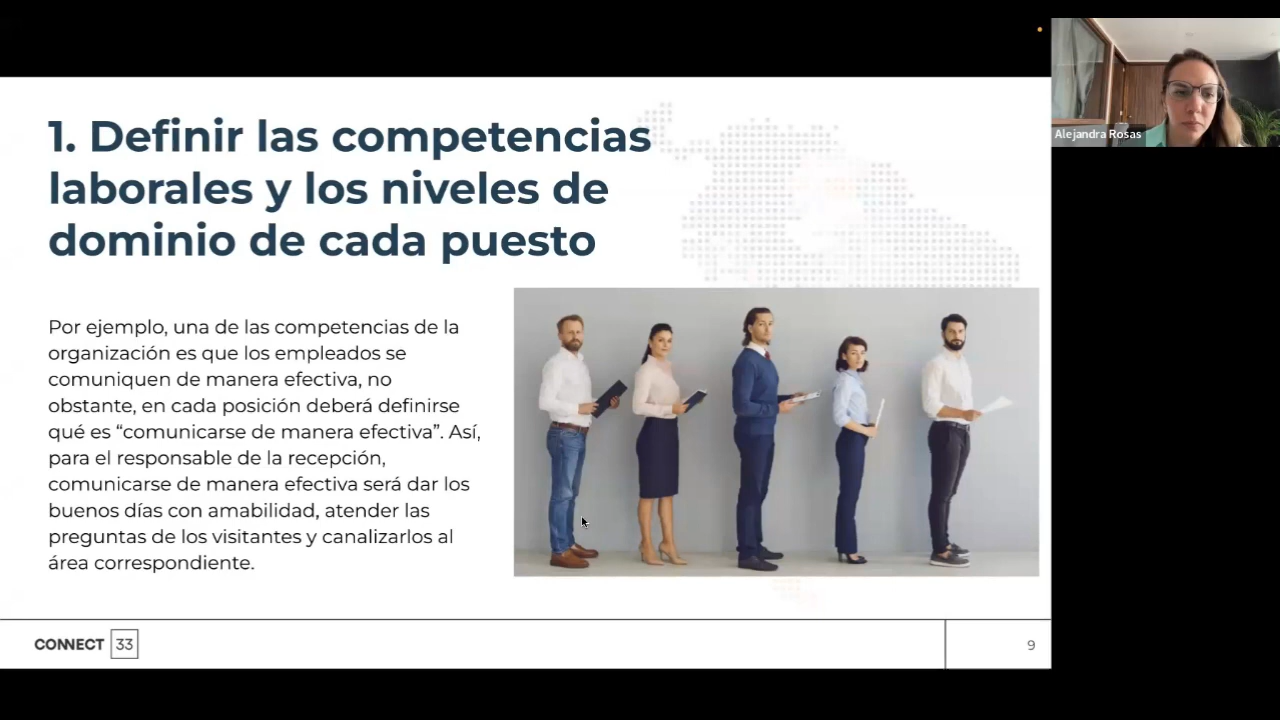 1. Definir las competencias
laborales y los niveles de
dominio de cada puesto
Por ejemplo, una de las competencias de la
organización es que los empleados se
comuniquen de manera efectiva, no
obstante, en cada posición deberá definirse
qué es “comunicarse de manera efectiva”. Así,
para el responsable de la recepción,
comunicarse de manera efectiva será dar los
buenos días con amabilidad, atender las
preguntas de los visitantes y canalizarlos al
área correspondiente.
CONNECT 33
9
Alejandra Rosas